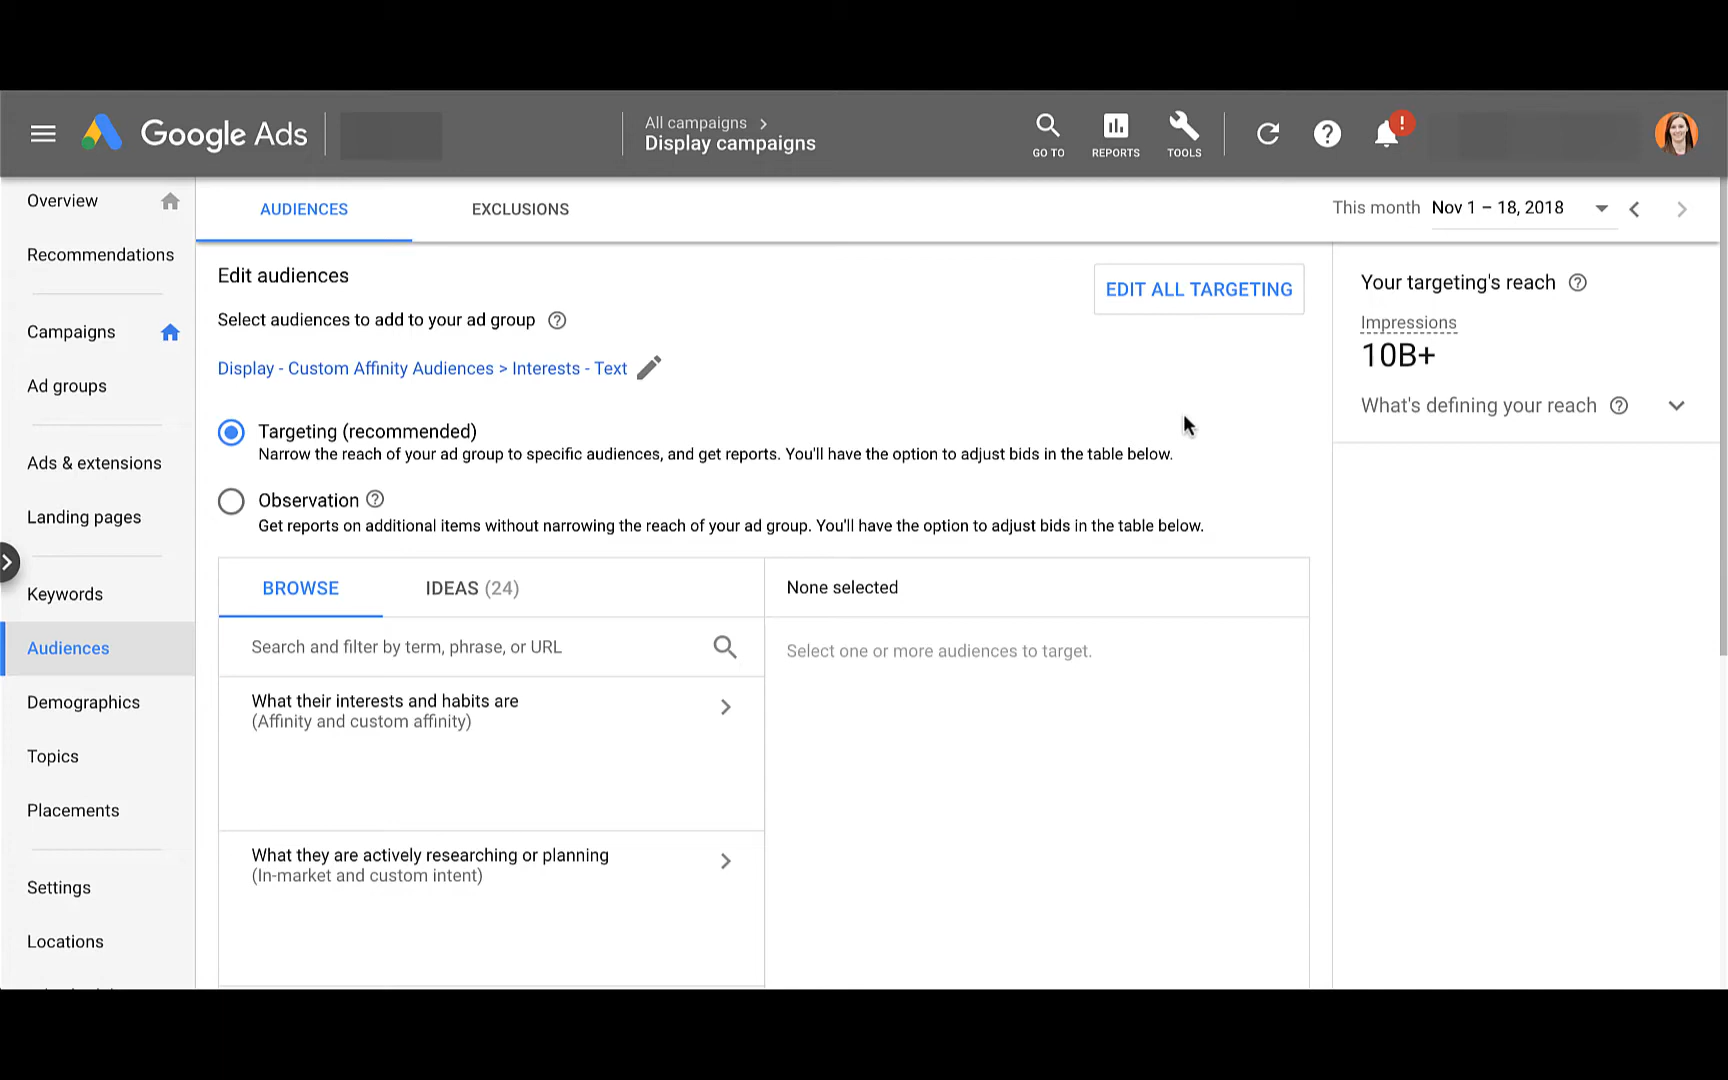 Google Ads
All campaigns >
Display campaigns
GO TO
REPORTS
TOOLS
!
Overview
Recommendations
Campaigns
Ad groups
Ads & extensions
Landing pages
Keywords
Audiences
Demographics
Topics
Placements
Settings
Locations
AUDIENCES
EXCLUSIONS
This month Nov 1 – 18, 2018
Edit audiences
EDIT ALL TARGETING
Select audiences to add to your ad group
Display - Custom Affinity Audiences > Interests - Text
Targeting (recommended)
Narrow the reach of your ad group to specific audiences, and get reports. You'll have the option to adjust bids in the table below.
Observation
Get reports on additional items without narrowing the reach of your ad group. You'll have the option to adjust bids in the table below.
BROWSE
IDEAS (24)
None selected
Search and filter by term, phrase, or URL
Select one or more audiences to target.
What their interests and habits are
(Affinity and custom affinity)
What they are actively researching or planning
(In-market and custom intent)
Your targeting's reach
Impressions
10B+
What's defining your reach